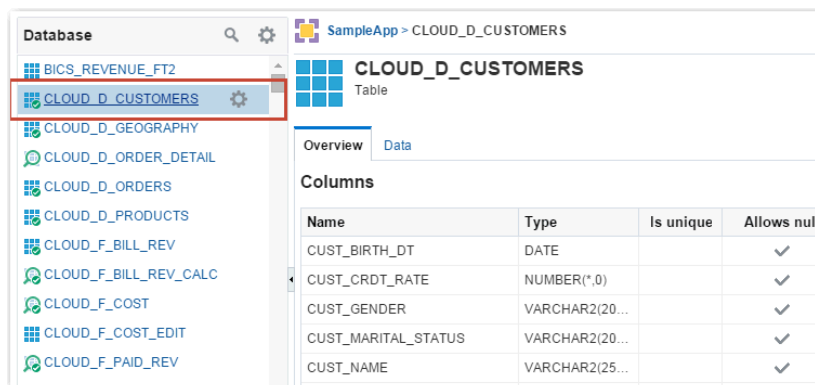 Database
BICS_REVENUE_FT2
CLOUD_D_CUSTOMERS
CLOUD_D_GEOGRAPHY
CLOUD_D_ORDER_DETAIL
CLOUD_D_ORDERS
CLOUD_D_PRODUCTS
CLOUD_F_BILL_REV
CLOUD_F_BILL_REV_CALC
CLOUD_F_COST
CLOUD_F_COST_EDIT
CLOUD_F_PAID_REV
SampleApp > CLOUD_D_CUSTOMERS
CLOUD_D_CUSTOMERS
Table
Overview Data
Columns
Name Type Is unique Allows nul
CUST_BIRTH_DT DATE
CUST_CRDT_RATE NUMBER(*,0)
CUST_GENDER VARCHAR2(20...
CUST_MARITAL_STATUS VARCHAR2(20...
CUST_NAME VARCHAR2(25...